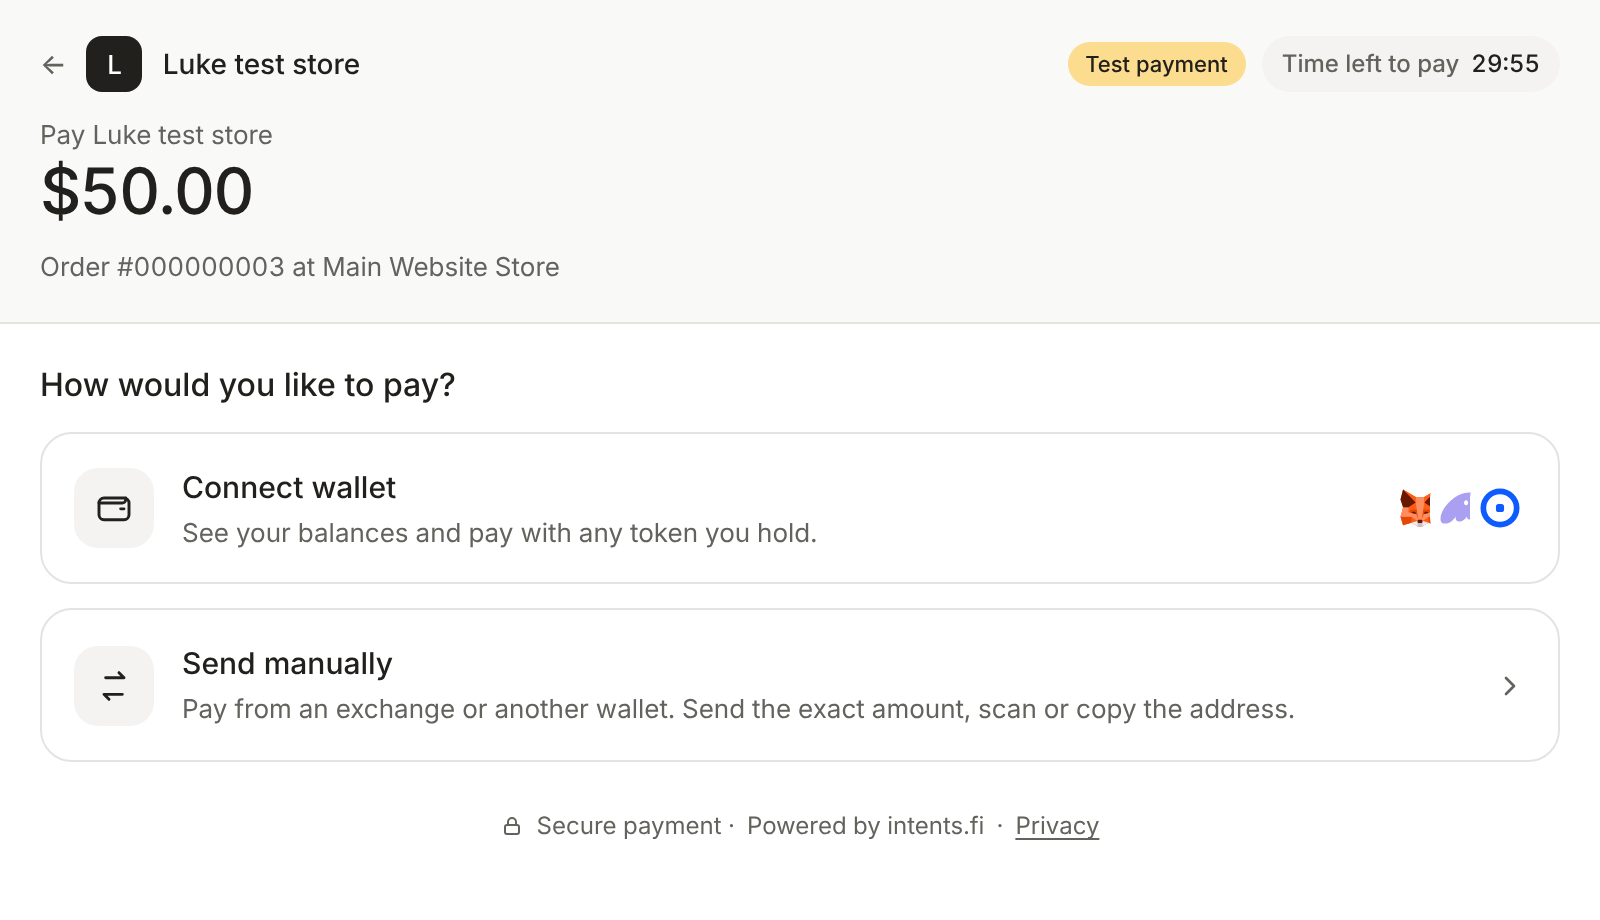 L Luke test store
Test payment
Time left to pay 29:55
Pay Luke test store
$50.00
Order #000000003 at Main Website Store
How would you like to pay?
Connect wallet
See your balances and pay with any token you hold.
Send manually
Pay from an exchange or another wallet. Send the exact amount, scan or copy the address.
Secure payment · Powered by intents.fi · Privacy